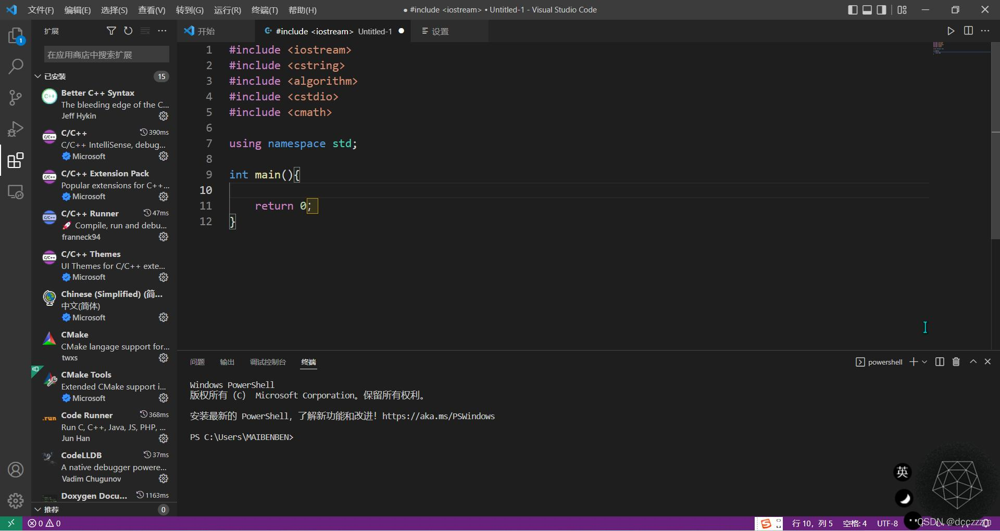 文件(F) 编辑(E) 选择(S) 查看(V) 转到(G) 运行(R) 终端(T) 帮助(H) ● #include <iostream> • Untitled-1 - Visual Studio Code
扩展
在应用商店中搜索扩展
已安装 15
Better C++ Syntax
The bleeding edge of the C...
Jeff Hykin
C/C++ 390ms
C/C++ IntelliSense, debug...
Microsoft
C/C++ Extension Pack
Popular extensions for C++...
Microsoft
C/C++ Runner 47ms
🚀 Compile, run and debu...
franneck94
C/C++ Themes
UI Themes for C/C++ exte...
Microsoft
Chinese (Simplified) (简...
中文(简体)
Microsoft
CMake
CMake langage support for...
twxs
CMake Tools
Extended CMake support i...
Microsoft
Code Runner 368ms
Run C, C++, Java, JS, PHP, ...
Jun Han
CodeLLDB 37ms
A native debugger powere...
Vadim Chugunov
Doxygen Docu... 1163ms
推荐 0
开始 #include <iostream> Untitled-1 ● 设置
1 #include <iostream>
2 #include <cstring>
3 #include <algorithm>
4 #include <cstdio>
5 #include <cmath>
6
7 using namespace std;
8
9 int main(){
10
11 return 0;
12 }
问题 输出 调试控制台 终端 powershell
Windows PowerShell
版权所有 (C) Microsoft Corporation。保留所有权利。
安装最新的 PowerShell，了解新功能和改进！https://aka.ms/PSWindows
PS C:\Users\MAIBENBEN>
英
0 0 行 10，列 5 空格: 4 UTF-8
CSDN @dcczzzm